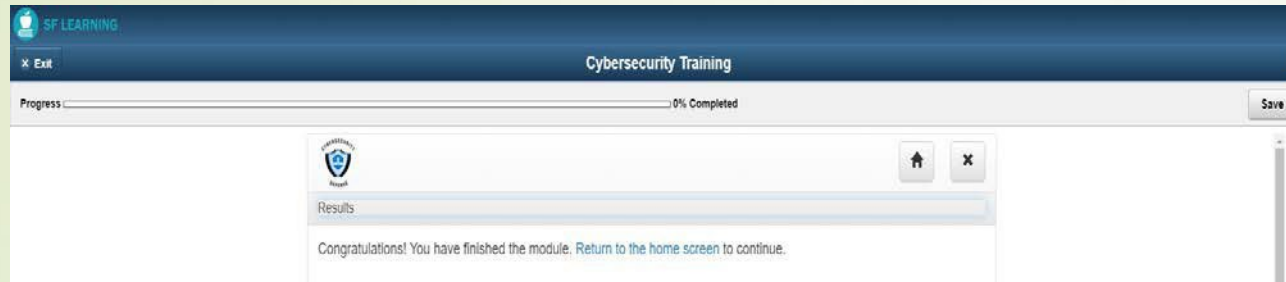 SF LEARNING
× Exit
Cybersecurity Training
Progress 0% Completed
Save
CYBERSECURITY
Results
Congratulations! You have finished the module. Return to the home screen to continue.